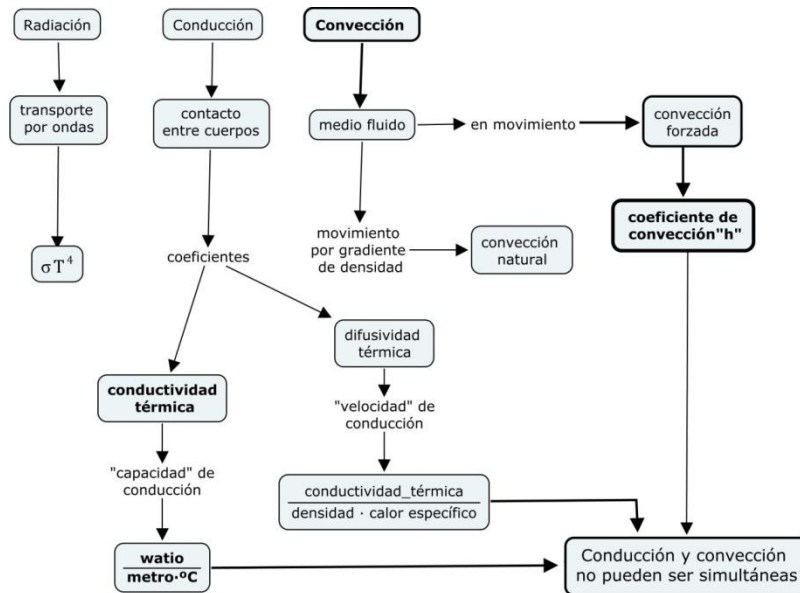 Radiación
Conducción
Convección
transporte
por ondas
contacto
entre cuerpos
medio fluido
en movimiento
convección
forzada
σT⁴
coeficientes
movimiento
por gradiente
de densidad
convección
natural
coeficiente de
convección"h"
conductividad
térmica
difusividad
térmica
"capacidad" de
conducción
"velocidad" de
conducción
conductividad_térmica
densidad · calor específico
watio
metro·ºC
Conducción y convección
no pueden ser simultáneas